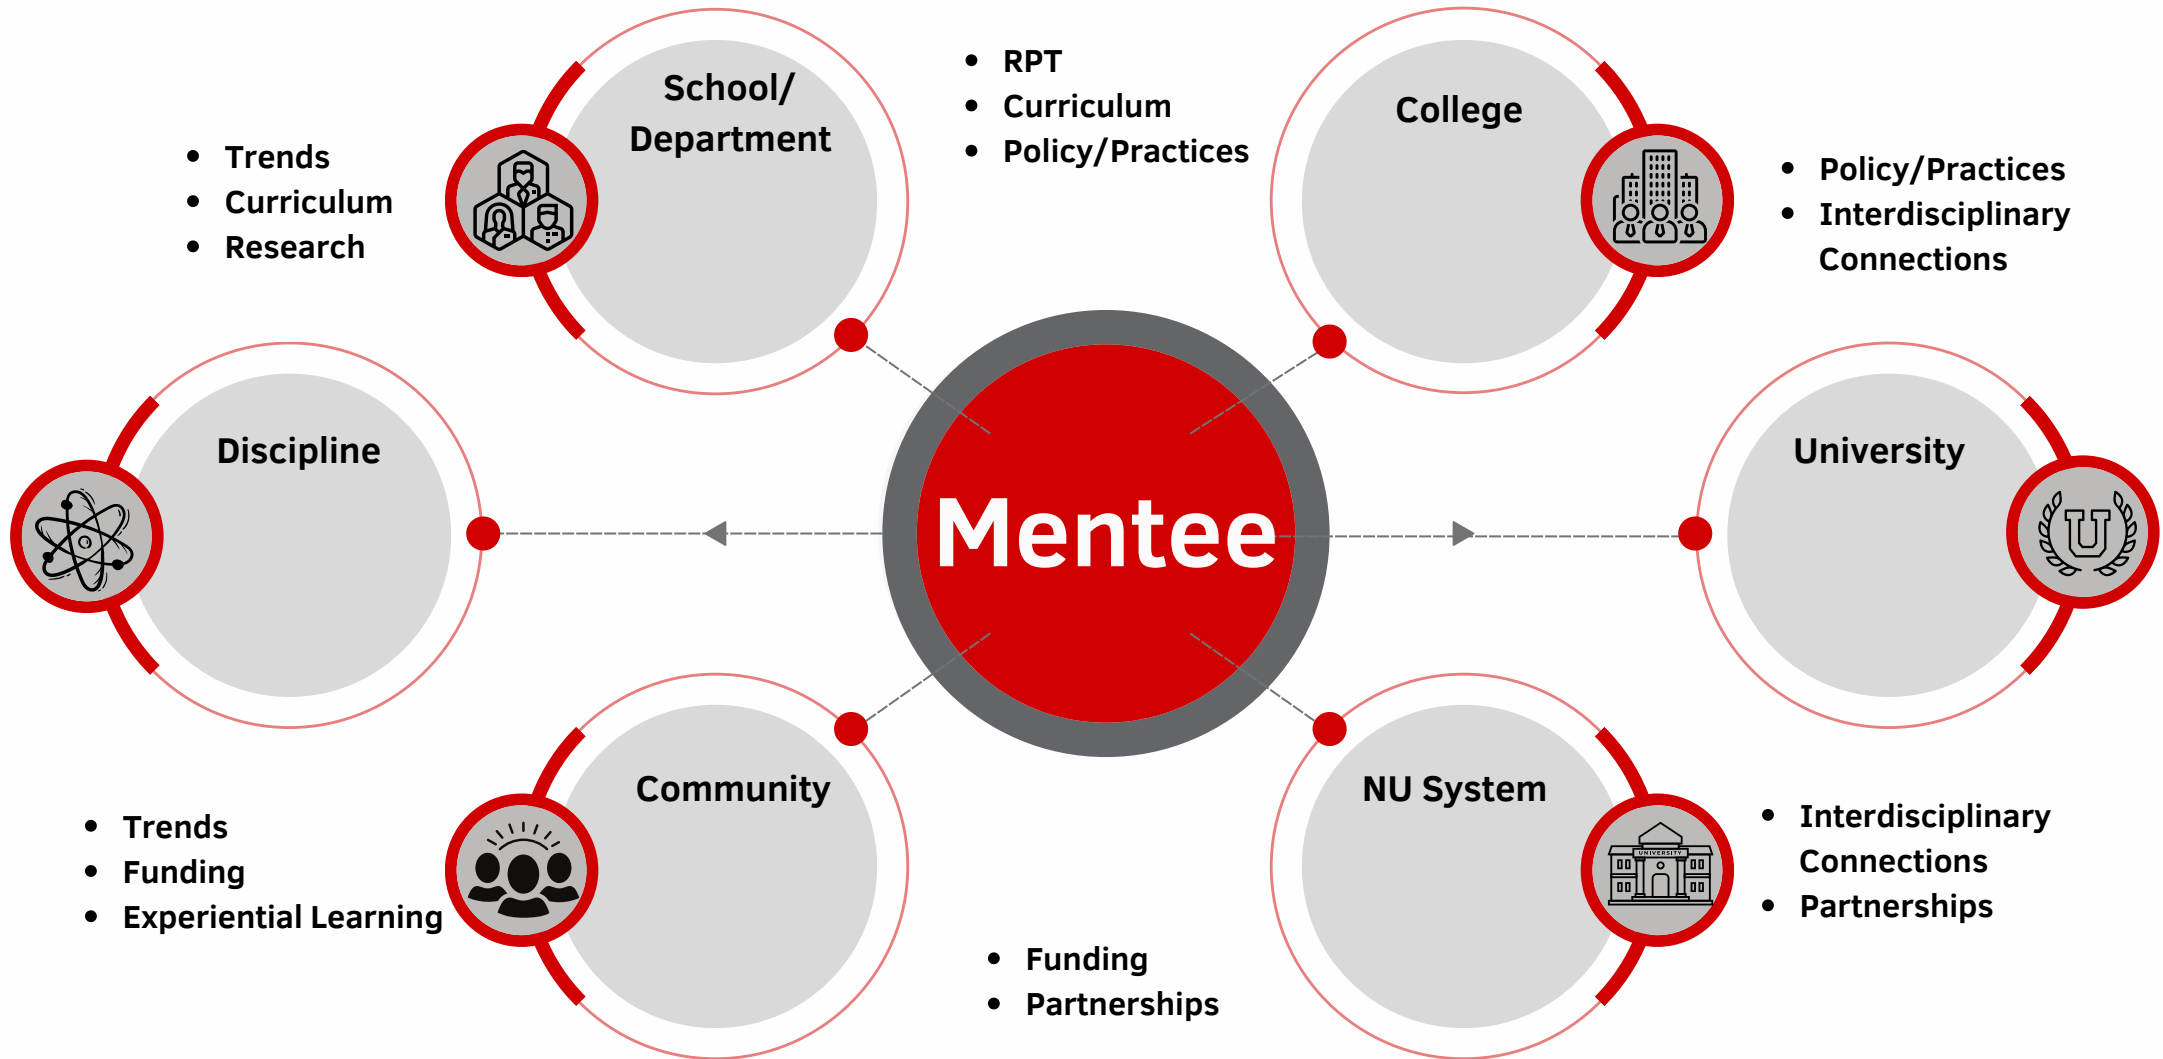 School/
Department
• RPT
• Curriculum
• Policy/Practices
College
• Trends
• Curriculum
• Research
• Policy/Practices
• Interdisciplinary
Connections
Discipline
Mentee
University
U
Community
NU System
• Trends
• Funding
• Experiential Learning
UNIVERSITY
• Interdisciplinary
Connections
• Partnerships
• Funding
• Partnerships